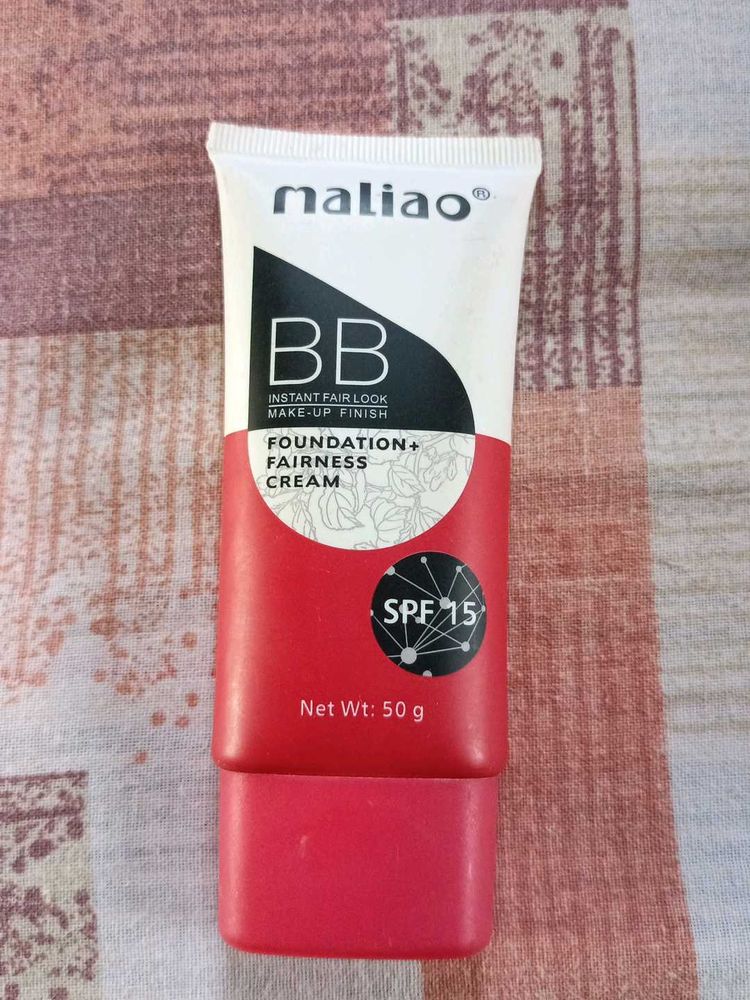 maliao®
BB
INSTANT FAIR LOOK
MAKE-UP FINISH
FOUNDATION+
FAIRNESS
CREAM
SPF 15
Net Wt: 50 g